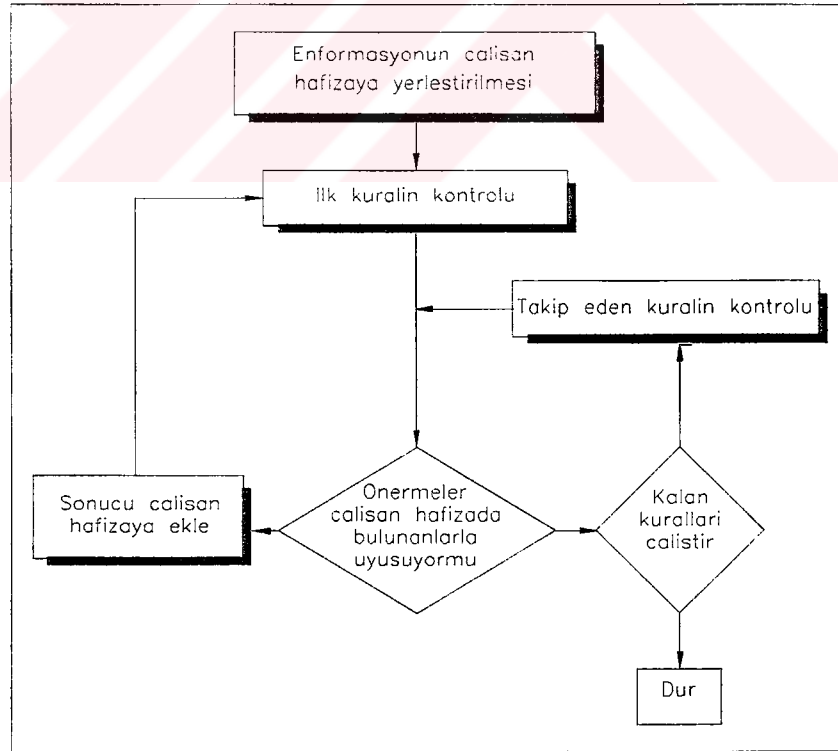 Enformasyonun calisan
hafizaya yerlestirilmesi
Ilk kuralin kontrolu
Takip eden kuralin kontrolu
Sonucu calisan
hafizaya ekle
Onermeler
calisan hafizada
bulunanlarla
uyusuyormu
Kalan
kurallari
calistir
Dur